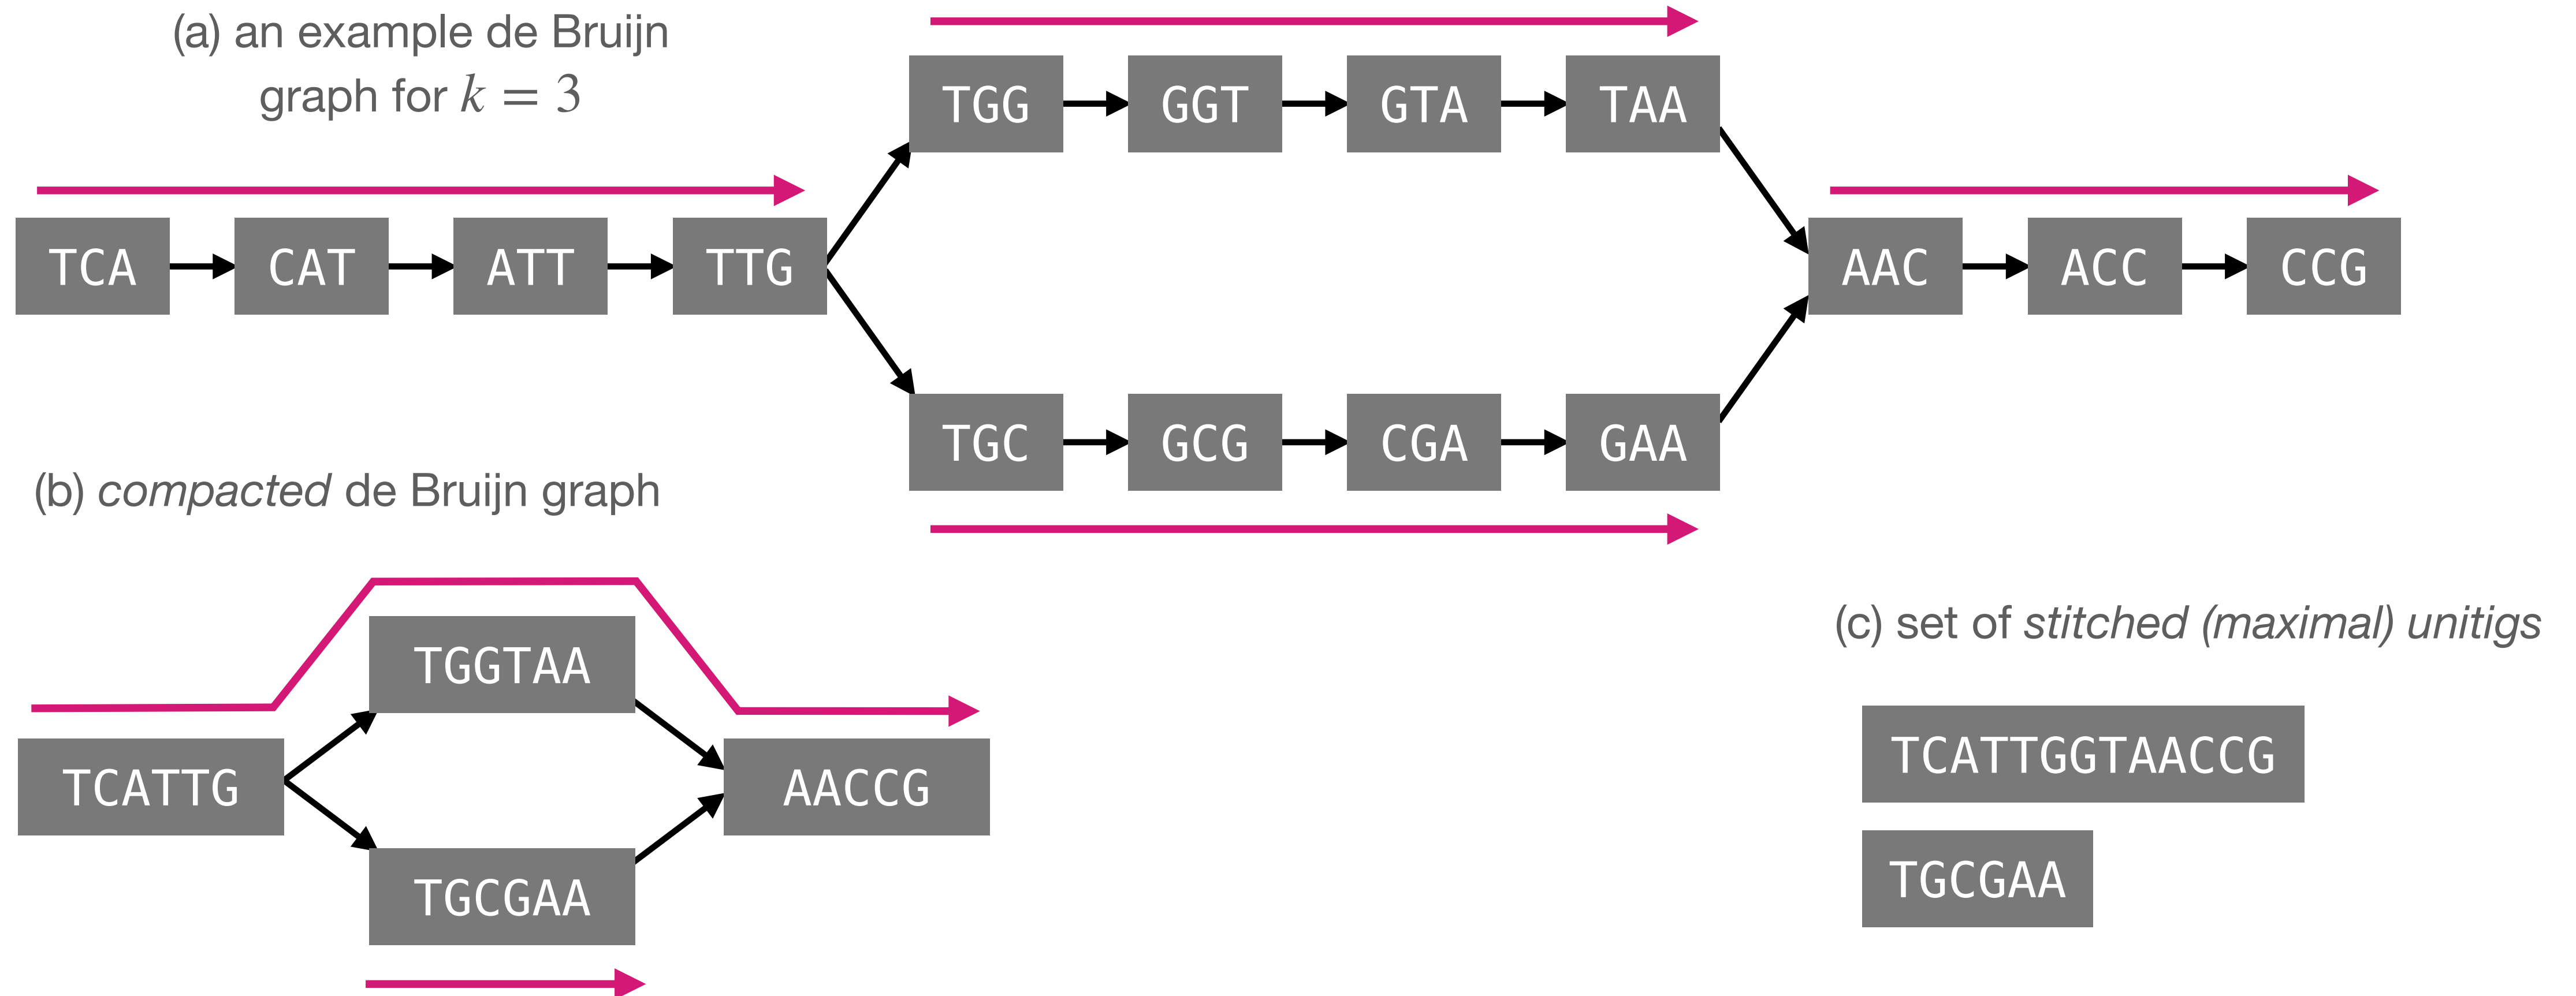 (a) an example de Bruijn
graph for k = 3
TGG GGT GTA TAA
TCA CAT ATT TTG
AAC ACC CCG
TGC GCG CGA GAA
(b) compacted de Bruijn graph
TGGTAA
TCATTG
AACCG
TGCGAA
(c) set of stitched (maximal) unitigs
TCATTGGTAACCG
TGCGAA